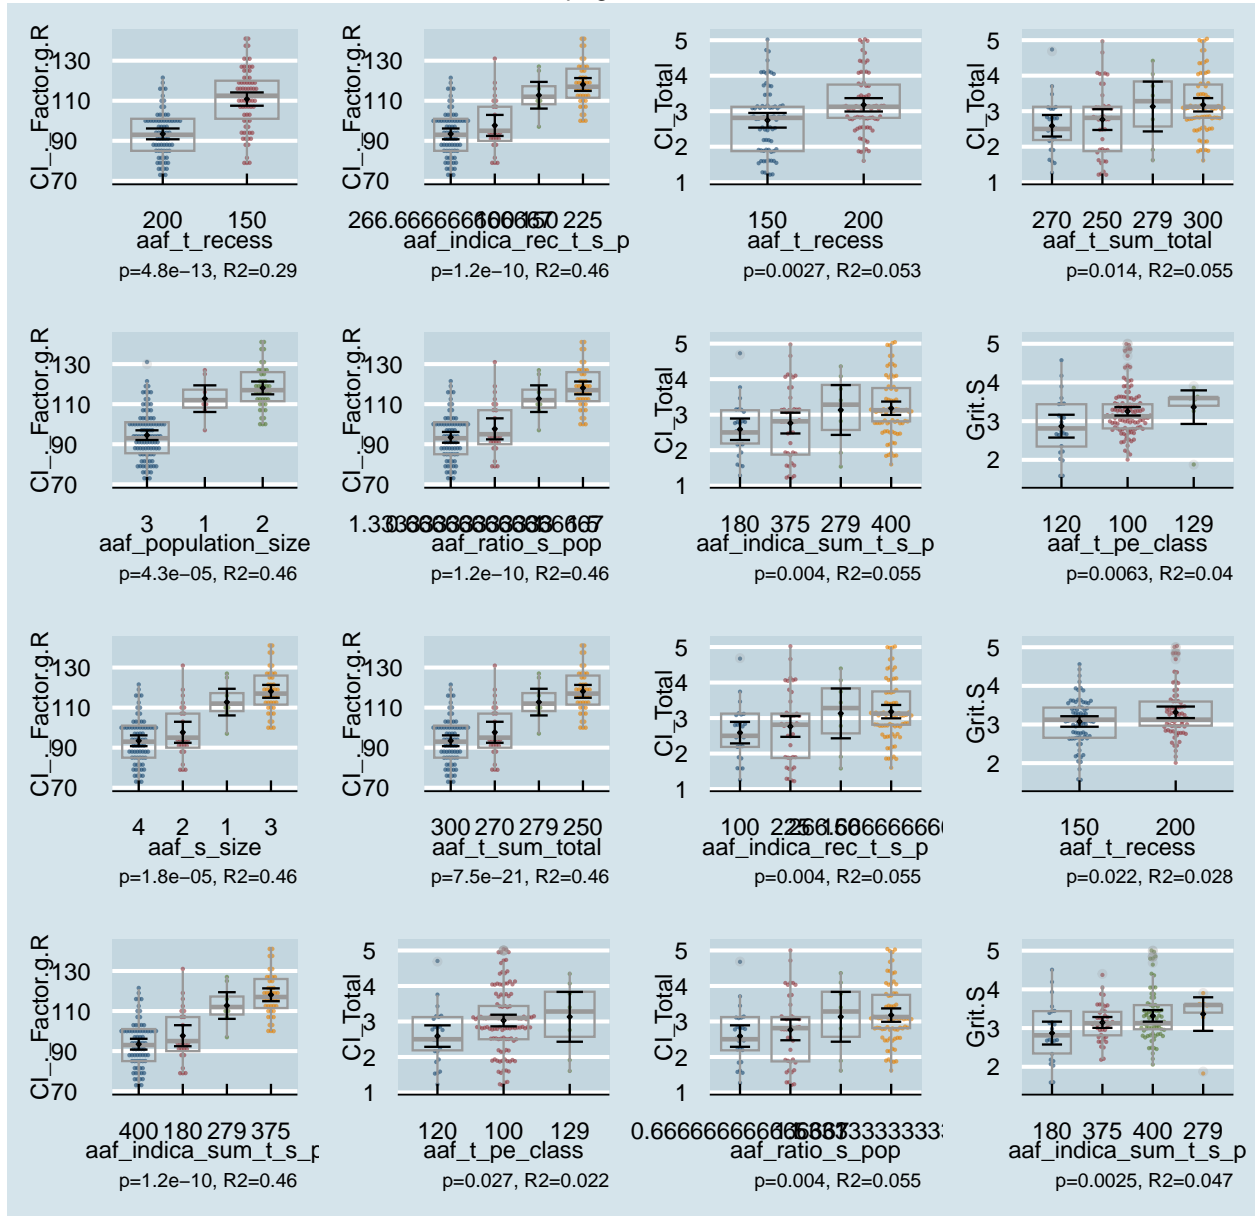 CI_.Factor.g.R
130
110
90
70
200 150
aaf_t_recess
p=4.8e-13, R2=0.29
CI_.Factor.g.R
130
110
90
70
225
aaf_indica_rec_t_s_p
p=1.2e-10, R2=0.46
CI_Total
5
4
3
2
1
150 200
aaf_t_recess
p=0.0027, R2=0.053
CI_Total
5
4
3
2
1
270 250 279 300
aaf_t_sum_total
p=0.014, R2=0.055
CI_.Factor.g.R
130
110
90
70
3 1 2
aaf_population_size
p=4.3e-05, R2=0.46
CI_.Factor.g.R
130
110
90
70
aaf_ratio_s_pop
p=1.2e-10, R2=0.46
CI_Total
5
4
3
2
1
180 375 279 400
aaf_indica_sum_t_s_p
p=0.004, R2=0.055
Grit.S
5
4
3
2
120 100 129
aaf_t_pe_class
p=0.0063, R2=0.04
CI_.Factor.g.R
130
110
90
70
4 2 1 3
aaf_s_size
p=1.8e-05, R2=0.46
CI_.Factor.g.R
130
110
90
70
300 270 279 250
aaf_t_sum_total
p=7.5e-21, R2=0.46
CI_Total
5
4
3
2
1
100
aaf_indica_rec_t_s_p
p=0.004, R2=0.055
Grit.S
5
4
3
2
150 200
aaf_t_recess
p=0.022, R2=0.028
CI_.Factor.g.R
130
110
90
70
400 180 279 375
aaf_indica_sum_t_s_p
p=1.2e-10, R2=0.46
CI_Total
5
4
3
2
1
120 100 129
aaf_t_pe_class
p=0.027, R2=0.022
CI_Total
5
4
3
2
1
aaf_ratio_s_pop
p=0.004, R2=0.055
Grit.S
5
4
3
2
180 375 400 279
aaf_indica_sum_t_s_p
p=0.0025, R2=0.047